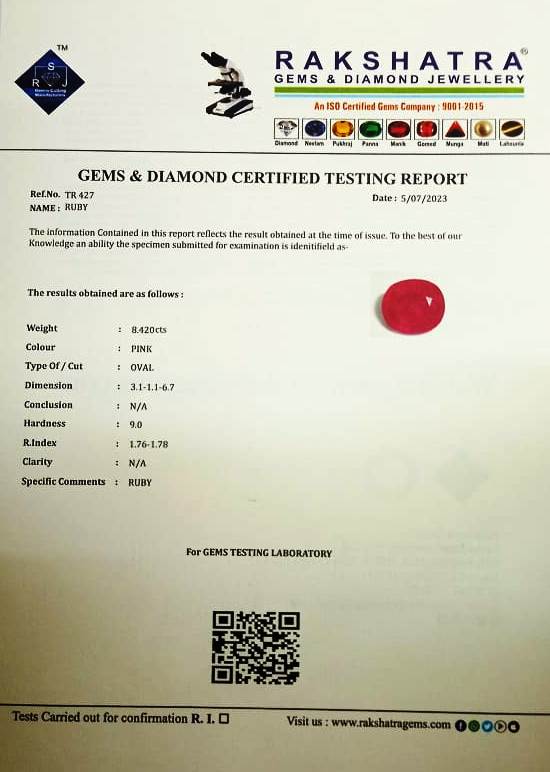 TM
S
R J
RAKSHATRA®
GEMS & DIAMOND JEWELLERY
An ISO Certified Gems Company : 9001-2015
Diamond Neelam Pukhraj Panna Manik Gomed Munga Moti Lahsunia
GEMS & DIAMOND CERTIFIED TESTING REPORT
Ref.No. TR 427
Date : 5/07/2023
NAME : RUBY
The information Contained in this report reflects the result obtained at the time of issue. To the best of our
Knowledge an ability the specimen submitted for examination is idenitifield as-
The results obtained are as follows :
Weight : 8.420cts
Colour : PINK
Type Of / Cut : OVAL
Dimension : 3.1-1.1-6.7
Conclusion : N/A
Hardness : 9.0
R.Index : 1.76-1.78
Clarity : N/A
Specific Comments : RUBY
For GEMS TESTING LABORATORY
Tests Carried out for confirmation R. I. ☐
Visit us : www.rakshatragems.com